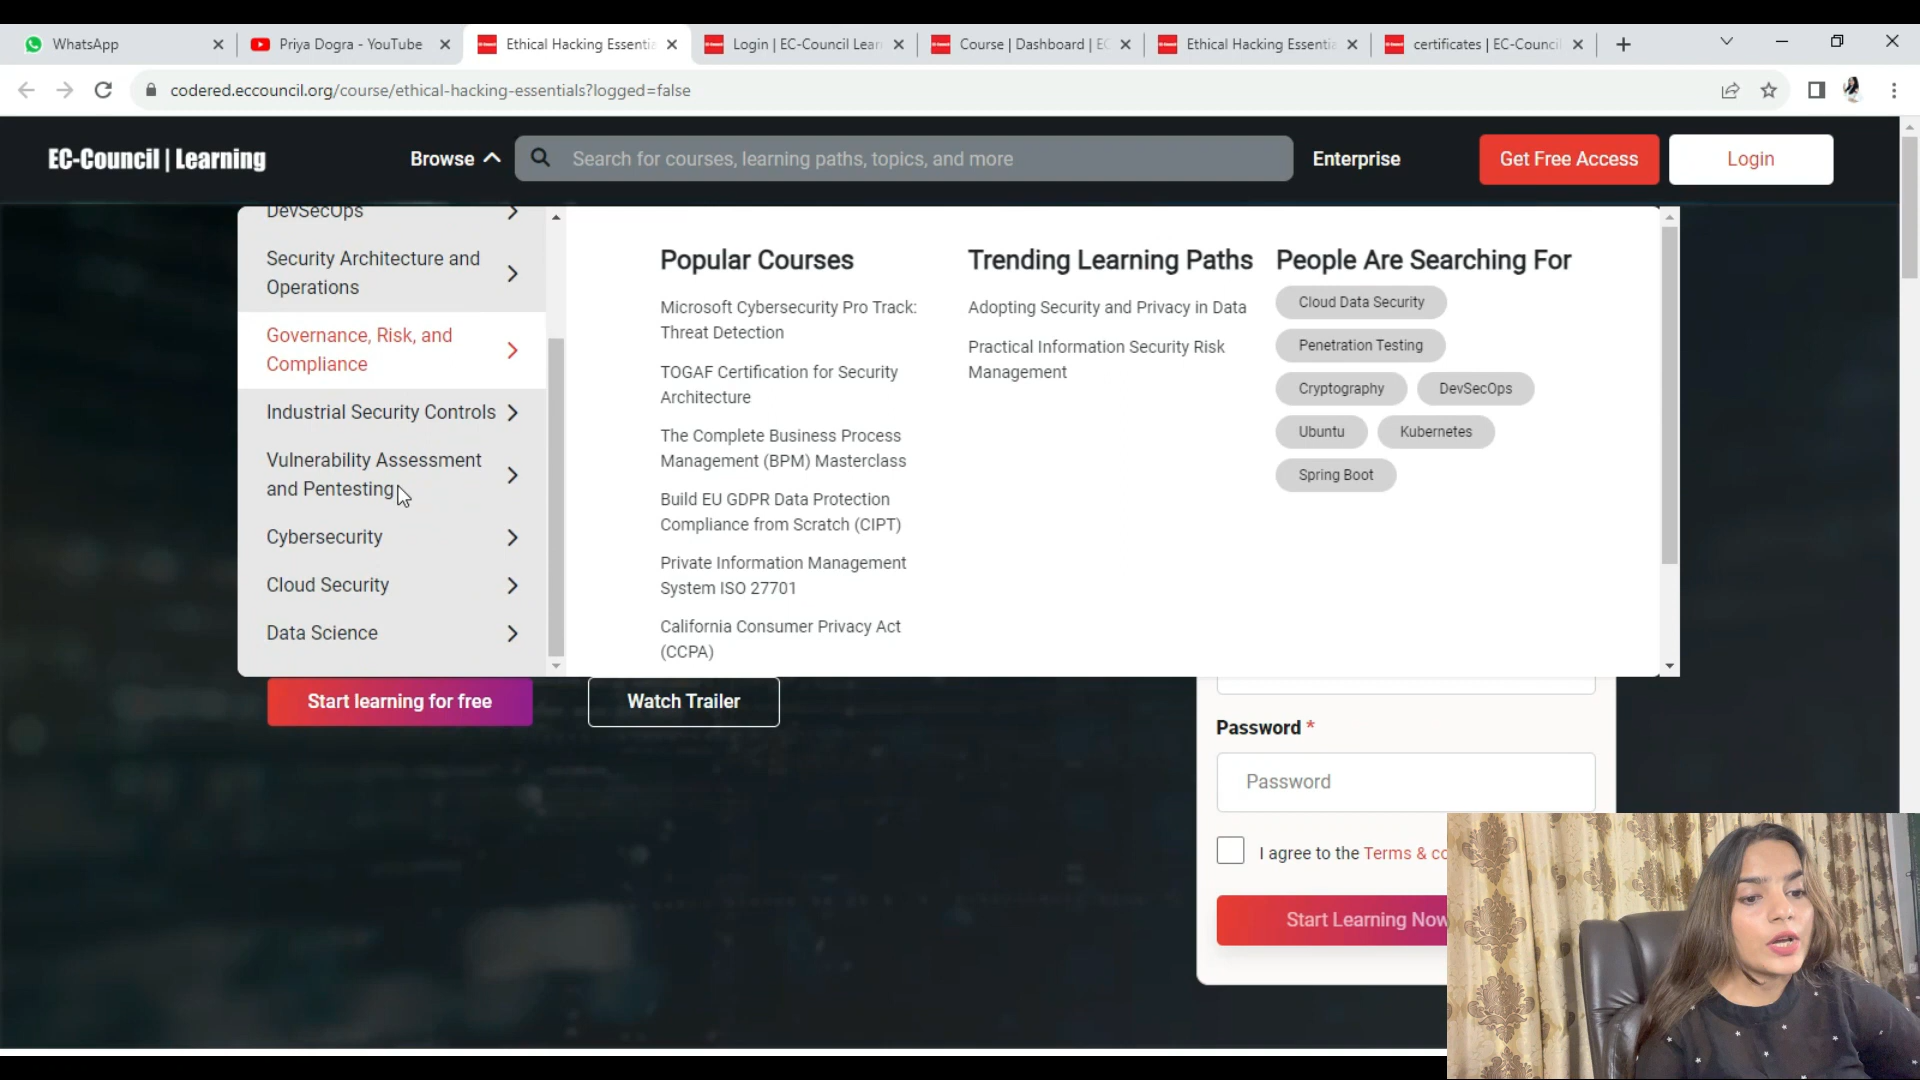 WhatsApp
Priya Dogra - YouTube
Ethical Hacking Essentia
Login | EC-Council Lear
Course | Dashboard | EC
Ethical Hacking Essentia
certificates | EC-Council
codered.eccouncil.org/course/ethical-hacking-essentials?logged=false
EC-Council | Learning
Browse
Search for courses, learning paths, topics, and more
Enterprise
Get Free Access
Login
DevSecOps
Security Architecture and
Operations
Governance, Risk, and
Compliance
Industrial Security Controls
Vulnerability Assessment
and Pentesting
Cybersecurity
Cloud Security
Data Science
Popular Courses
Microsoft Cybersecurity Pro Track:
Threat Detection
TOGAF Certification for Security
Architecture
The Complete Business Process
Management (BPM) Masterclass
Build EU GDPR Data Protection
Compliance from Scratch (CIPT)
Private Information Management
System ISO 27701
California Consumer Privacy Act
(CCPA)
Trending Learning Paths
Adopting Security and Privacy in Data
Practical Information Security Risk
Management
People Are Searching For
Cloud Data Security
Penetration Testing
Cryptography
DevSecOps
Ubuntu
Kubernetes
Spring Boot
Start learning for free
Watch Trailer
Password *
Password
I agree to the Terms & co
Start Learning Now